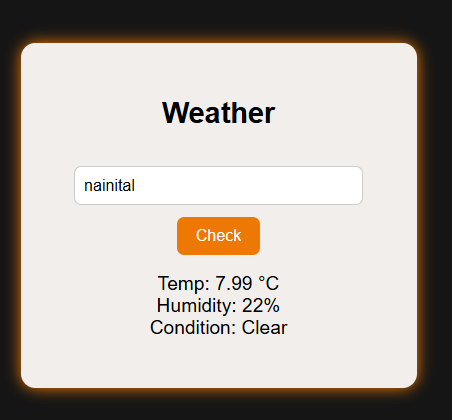 Weather
nainital
Check
Temp: 7.99 °C
Humidity: 22%
Condition: Clear